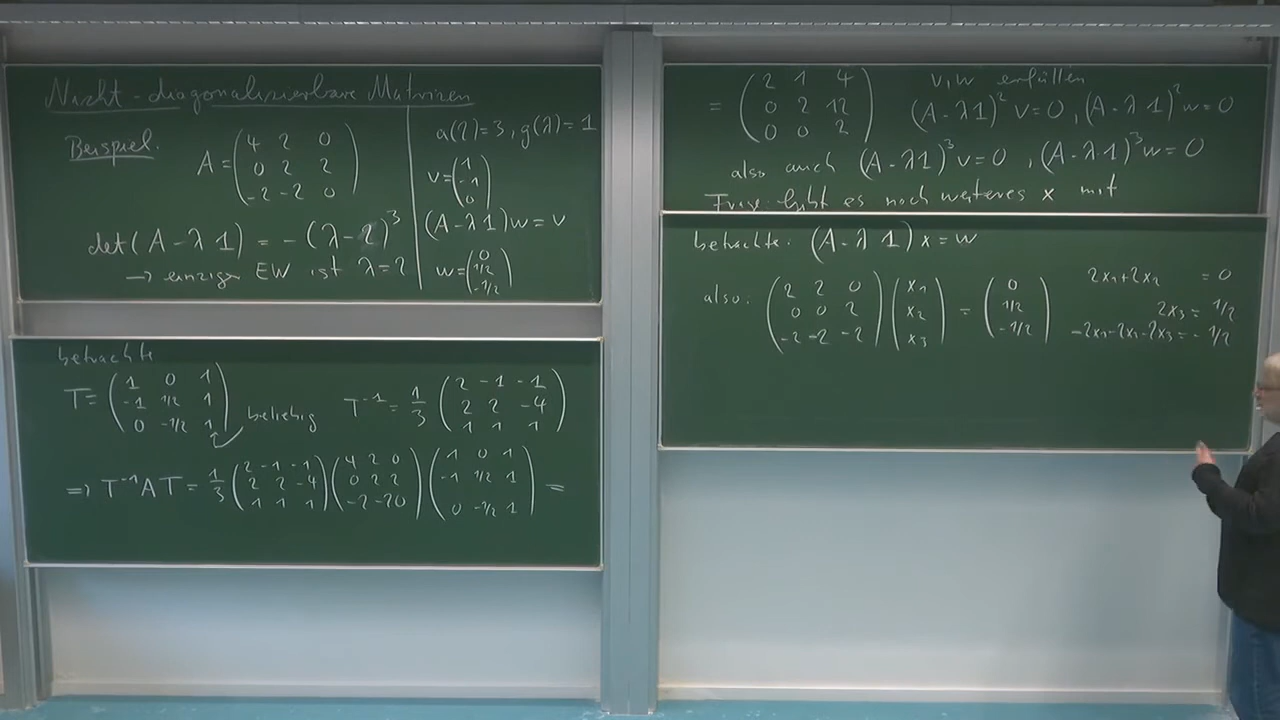 Nicht-diagonalisierbare Matrizen
Beispiel.
A = (4 2 0
0 2 2
-2 -2 0)
det(A - λ1) = -(λ-2)³
→ einziger EW ist λ=2
a(2)=3, g(λ)=1
v = (1
-1
0)
(A-λ1)w = v
w = (0
1/2
-1/2)
betrachte
T = (1 0 1
-1 1/2 1
0 -1/2 1)
beliebig
T⁻¹ = 1/3 (2 -1 -1
2 2 -4
1 1 1)
⇒ T⁻¹AT = 1/3 (2 -1 -1
2 2 -4
1 1 1) (4 2 0
0 2 2
-2 -2 0) (1 0 1
-1 1/2 1
0 -1/2 1) =
= (2 1 4
0 2 12
0 0 2)
v, w erfüllen
(A-λ1)²v=0, (A-λ1)²w=0
also auch (A-λ1)³v=0, (A-λ1)³w=0
Frage: Gibt es noch weiteres x mit
betrachte: (A-λ1)x = w
also: (2 2 0
0 0 2
-2 -2 -2) (x₁
x₂
x₃) = (0
1/2
-1/2)
2x₁+2x₂ = 0
2x₃ = 1/2
-2x₁-2x₂-2x₃ = -1/2